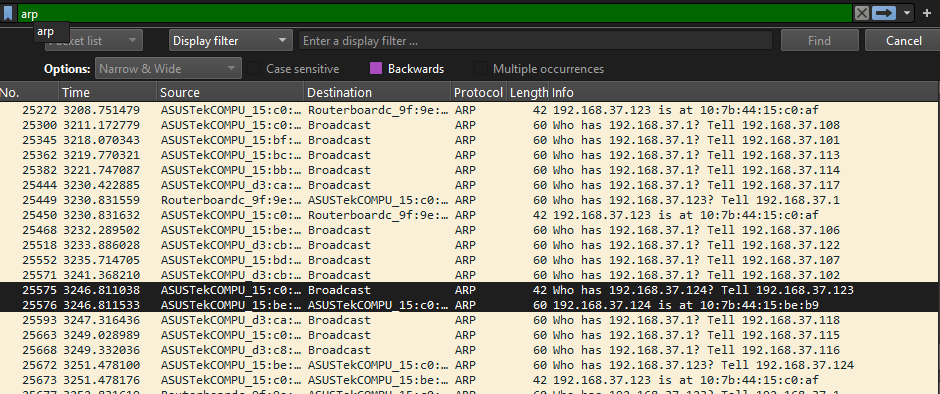 arp
arp
Packet list Display filter Enter a display filter ... Find Cancel
Options: Narrow & Wide Case sensitive Backwards Multiple occurrences
No. Time Source Destination Protocol Length Info
25272 3208.751479 ASUSTekCOMPU_15:c0:… Routerboardc_9f:9e:… ARP 42 192.168.37.123 is at 10:7b:44:15:c0:af
25300 3211.172779 ASUSTekCOMPU_15:c0:… Broadcast ARP 60 Who has 192.168.37.1? Tell 192.168.37.108
25345 3218.070343 ASUSTekCOMPU_15:bf:… Broadcast ARP 60 Who has 192.168.37.1? Tell 192.168.37.101
25362 3219.770321 ASUSTekCOMPU_15:bc:… Broadcast ARP 60 Who has 192.168.37.1? Tell 192.168.37.113
25382 3221.747087 ASUSTekCOMPU_15:bb:… Broadcast ARP 60 Who has 192.168.37.1? Tell 192.168.37.114
25444 3230.422885 ASUSTekCOMPU_d3:ca:… Broadcast ARP 60 Who has 192.168.37.1? Tell 192.168.37.117
25449 3230.831559 Routerboardc_9f:9e:… ASUSTekCOMPU_15:c0:… ARP 60 Who has 192.168.37.123? Tell 192.168.37.1
25450 3230.831632 ASUSTekCOMPU_15:c0:… Routerboardc_9f:9e:… ARP 42 192.168.37.123 is at 10:7b:44:15:c0:af
25468 3232.289502 ASUSTekCOMPU_15:be:… Broadcast ARP 60 Who has 192.168.37.1? Tell 192.168.37.106
25518 3233.886028 ASUSTekCOMPU_d3:cb:… Broadcast ARP 60 Who has 192.168.37.1? Tell 192.168.37.122
25552 3235.714705 ASUSTekCOMPU_15:bd:… Broadcast ARP 60 Who has 192.168.37.1? Tell 192.168.37.107
25571 3241.368210 ASUSTekCOMPU_d3:cb:… Broadcast ARP 60 Who has 192.168.37.1? Tell 192.168.37.102
25575 3246.811038 ASUSTekCOMPU_15:c0:… Broadcast ARP 42 Who has 192.168.37.124? Tell 192.168.37.123
25576 3246.811533 ASUSTekCOMPU_15:be:… ASUSTekCOMPU_15:c0:… ARP 60 192.168.37.124 is at 10:7b:44:15:be:b9
25593 3247.316436 ASUSTekCOMPU_d3:ca:… Broadcast ARP 60 Who has 192.168.37.1? Tell 192.168.37.118
25663 3249.028989 ASUSTekCOMPU_15:ca:… Broadcast ARP 60 Who has 192.168.37.1? Tell 192.168.37.115
25668 3249.332036 ASUSTekCOMPU_d3:c8:… Broadcast ARP 60 Who has 192.168.37.1? Tell 192.168.37.116
25672 3251.478100 ASUSTekCOMPU_15:be:… ASUSTekCOMPU_15:c0:… ARP 60 Who has 192.168.37.123? Tell 192.168.37.124
25673 3251.478176 ASUSTekCOMPU_15:c0:… ASUSTekCOMPU_15:be:… ARP 42 192.168.37.123 is at 10:7b:44:15:c0:af